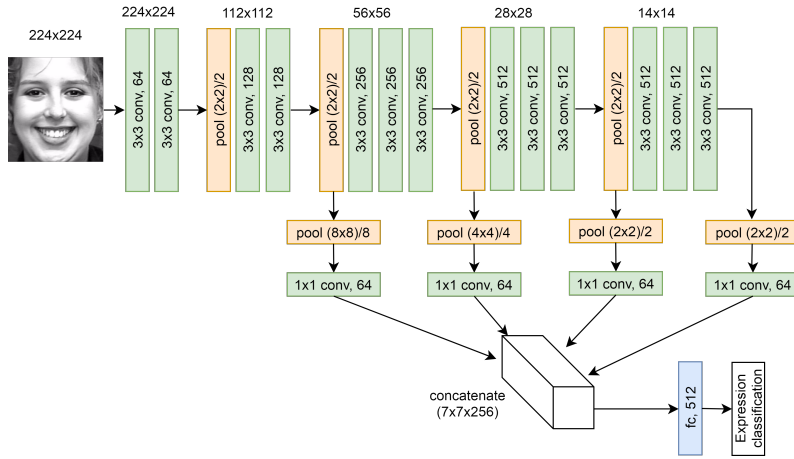 224x224
224x224
112x112
56x56
28x28
14x14
3x3 conv, 64
3x3 conv, 64
pool (2x2)/2
3x3 conv, 128
3x3 conv, 128
pool (2x2)/2
3x3 conv, 256
3x3 conv, 256
3x3 conv, 256
pool (2x2)/2
3x3 conv, 512
3x3 conv, 512
3x3 conv, 512
pool (2x2)/2
3x3 conv, 512
3x3 conv, 512
3x3 conv, 512
pool (8x8)/8
pool (4x4)/4
pool (2x2)/2
pool (2x2)/2
1x1 conv, 64
1x1 conv, 64
1x1 conv, 64
1x1 conv, 64
concatenate
(7x7x256)
fc, 512
Expression
classification